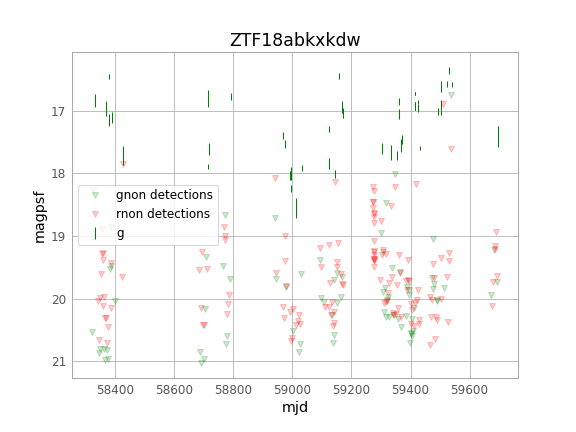 ZTF18abkxkdw
magpsf
17
18
19
20
21
gnon detections
rnon detections
g
58400 58600 58800 59000 59200 59400 59600
mjd